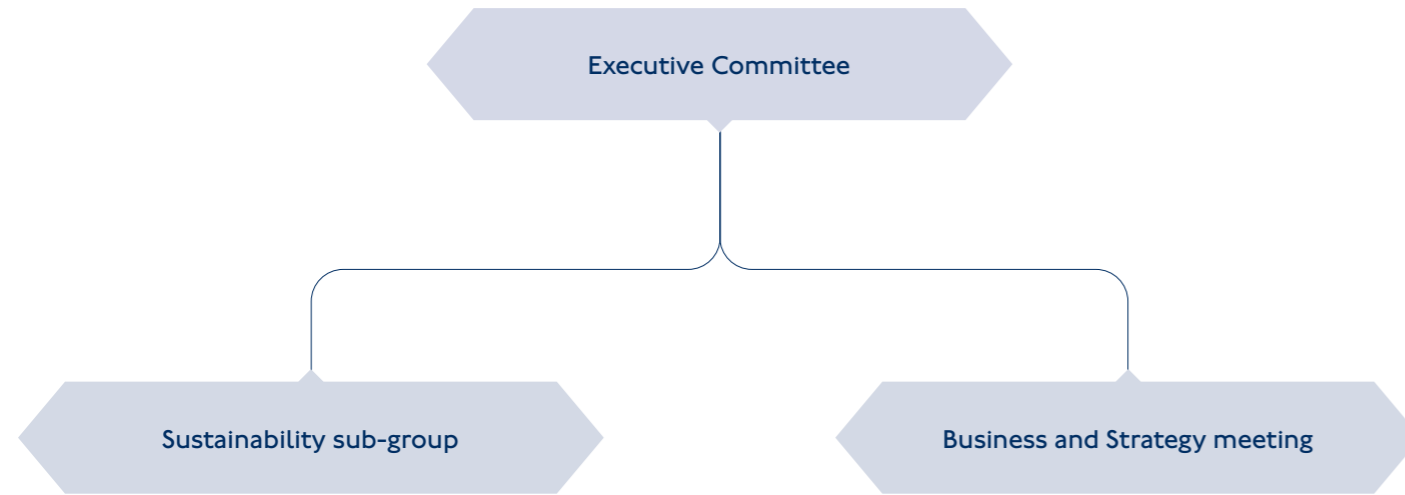 Executive Committee
Sustainability sub-group
Business and Strategy meeting